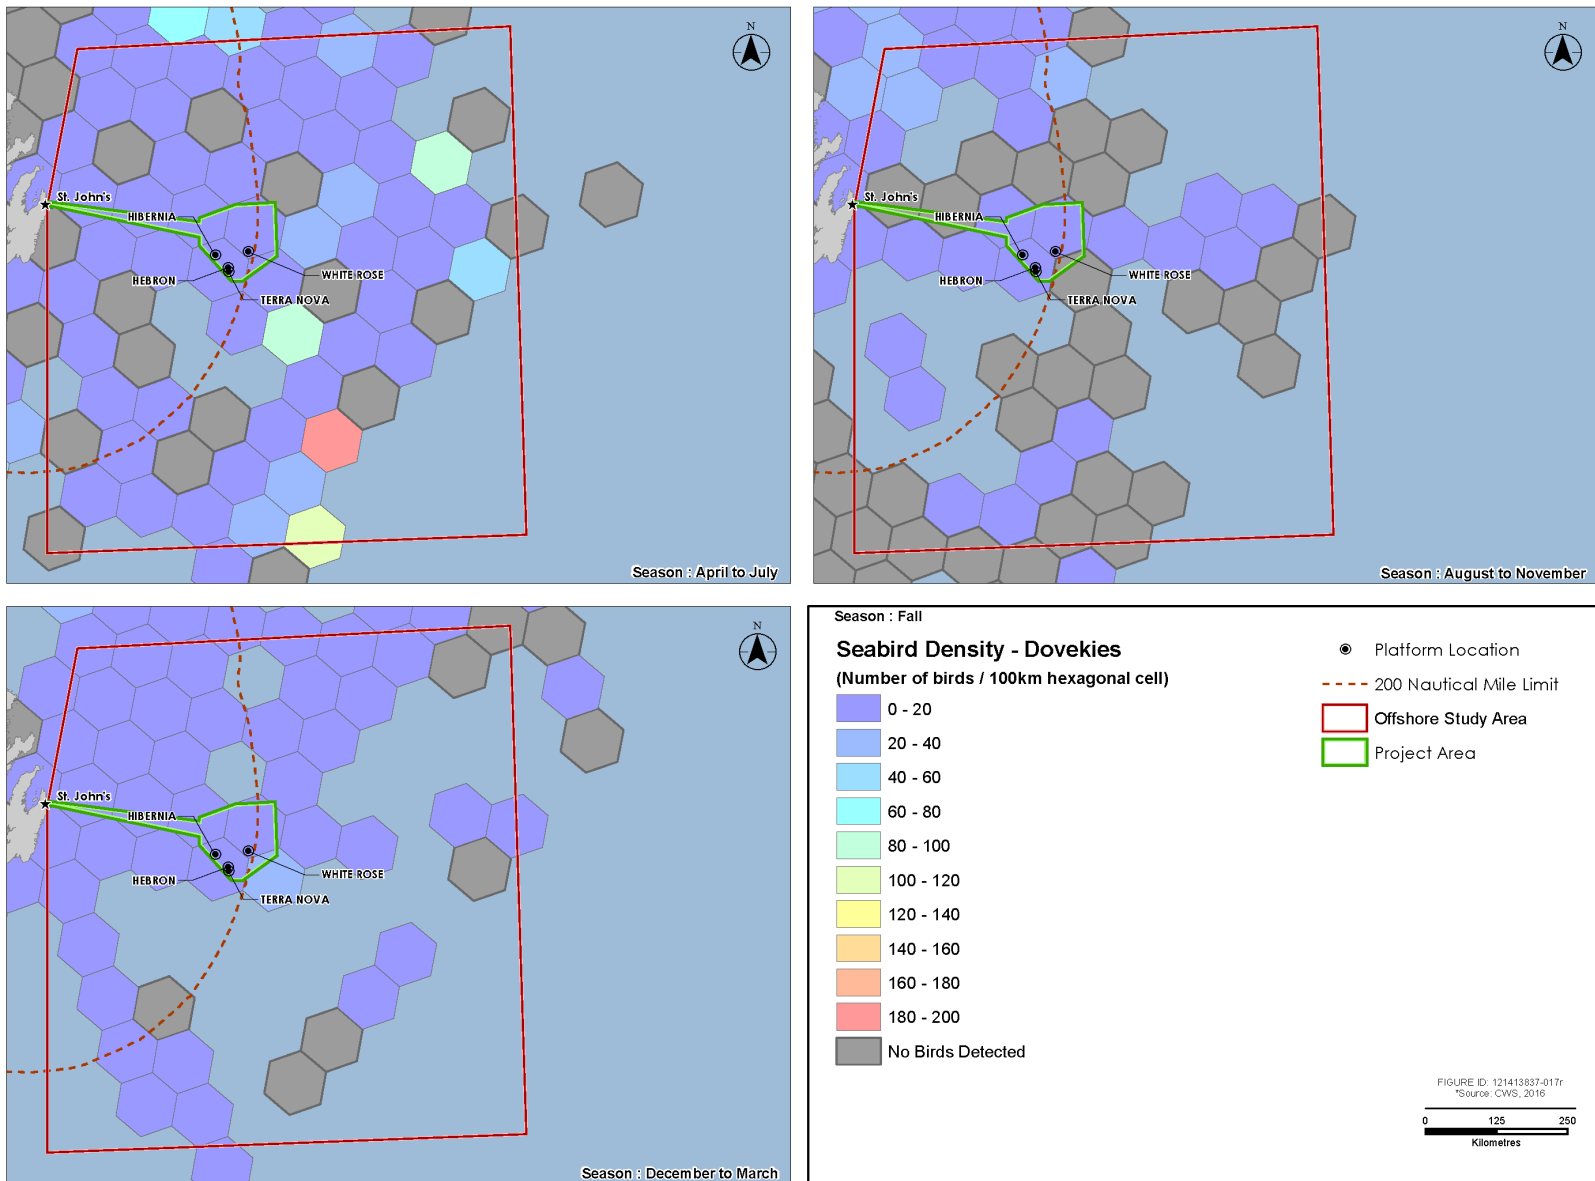 N
St. John's
HIBERNIA
HEBRON
WHITE ROSE
TERRA NOVA
Season : April to July
N
St. John's
HIBERNIA
HEBRON
WHITE ROSE
TERRA NOVA
Season : August to November
N
St. John's
HIBERNIA
HEBRON
WHITE ROSE
TERRA NOVA
Season : December to March
Season : Fall
Seabird Density - Dovekies
(Number of birds / 100km hexagonal cell)
0 - 20
20 - 40
40 - 60
60 - 80
80 - 100
100 - 120
120 - 140
140 - 160
160 - 180
180 - 200
No Birds Detected
Platform Location
200 Nautical Mile Limit
Offshore Study Area
Project Area
FIGURE ID: 121413837-017r
*Source: CWS, 2016
0 125 250
Kilometres